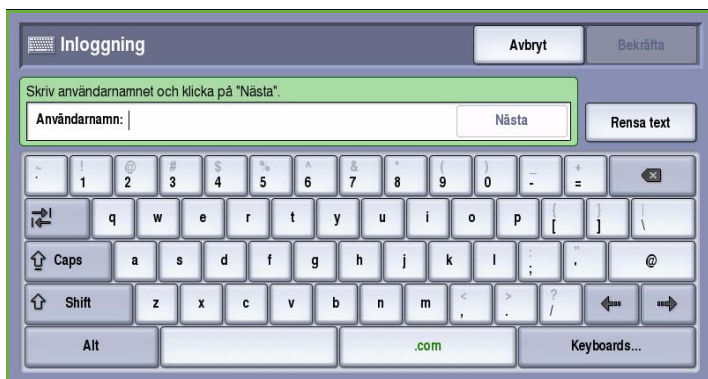 Inloggning Avbryt Bekräfta
Skriv användarnamnet och klicka på "Nästa".
Användarnamn: Nästa Rensa text
~ ! @ # $ % ^ & * ( ) _ +
` 1 2 3 4 5 6 7 8 9 0 - =
q w e r t y u i o p { [ } ] | \
Caps a s d f g h j k l : ; " ' @
Shift z x c v b n m < , > . ? /
Alt .com Keyboards...